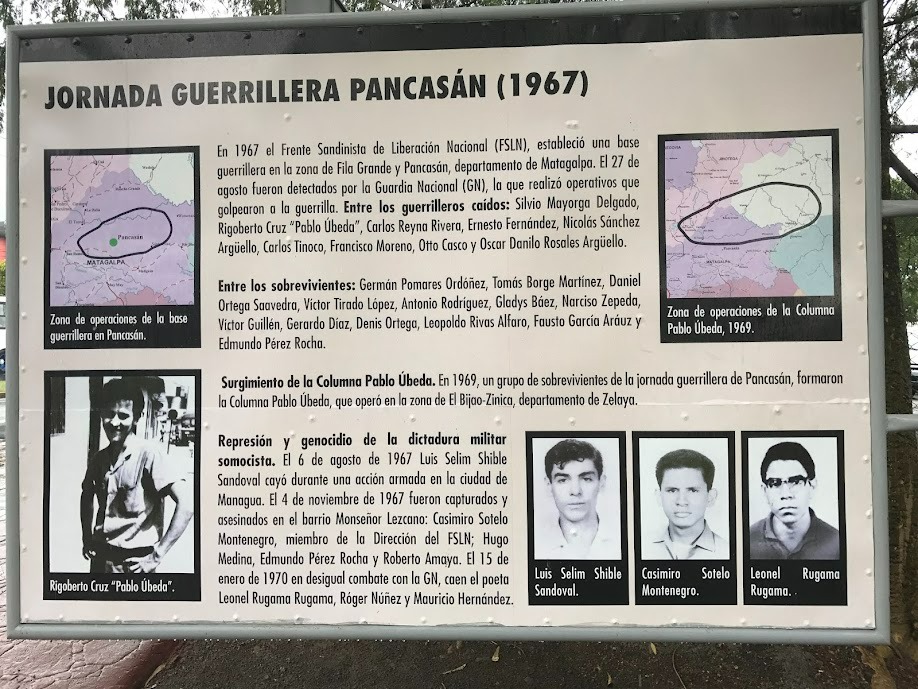 JORNADA GUERRILLERA PANCASÁN (1967)
En 1967 el Frente Sandinista de Liberación Nacional (FSLN), estableció una base
guerrillera en la zona de Fila Grande y Pancasán, departamento de Matagalpa. El 27 de
agosto fueron detectados por la Guardia Nacional (GN), la que realizó operativos que
golpearon a la guerrilla. Entre los guerrilleros caídos: Silvio Mayorga Delgado,
Rigoberto Cruz "Pablo Úbeda", Carlos Reyna Rivera, Ernesto Fernández, Nicolás Sánchez
Argüello, Carlos Tinoco, Francisco Moreno, Otto Casco y Oscar Danilo Rosales Argüello.
Entre los sobrevivientes: Germán Pomares Ordóñez, Tomás Borge Martínez, Daniel
Ortega Saavedra, Víctor Tirado López, Antonio Rodríguez, Gladys Báez, Narciso Zepeda,
Víctor Guillén, Gerardo Díaz, Denis Ortega, Leopoldo Rivas Alfaro, Fausto García Aráuz y
Edmundo Pérez Rocha.
Pancasán
MATAGALPA
Zona de operaciones de la base
guerrillera en Pancasán.
JINOTEGA
MATAGALPA
Zona de operaciones de la Columna
Pablo Úbeda, 1969.
Surgimiento de la Columna Pablo Úbeda. En 1969, un grupo de sobrevivientes de la jornada guerrillera de Pancasán, formaron
la Columna Pablo Úbeda, que operó en la zona de El Bijao-Zinica, departamento de Zelaya.
Represión y genocidio de la dictadura militar
somocista. El 6 de agosto de 1967 Luis Selim Shible
Sandoval cayó durante una acción armada en la ciudad de
Managua. El 4 de noviembre de 1967 fueron capturados y
asesinados en el barrio Monseñor Lezcano: Casimiro Sotelo
Montenegro, miembro de la Dirección del FSLN; Hugo
Medina, Edmundo Pérez Rocha y Roberto Amaya. El 15 de
enero de 1970 en desigual combate con la GN, caen el poeta
Leonel Rugama Rugama, Róger Núñez y Mauricio Hernández.
Rigoberto Cruz "Pablo Úbeda".
Luis Selim Shible
Sandoval.
Casimiro Sotelo
Montenegro.
Leonel Rugama
Rugama.